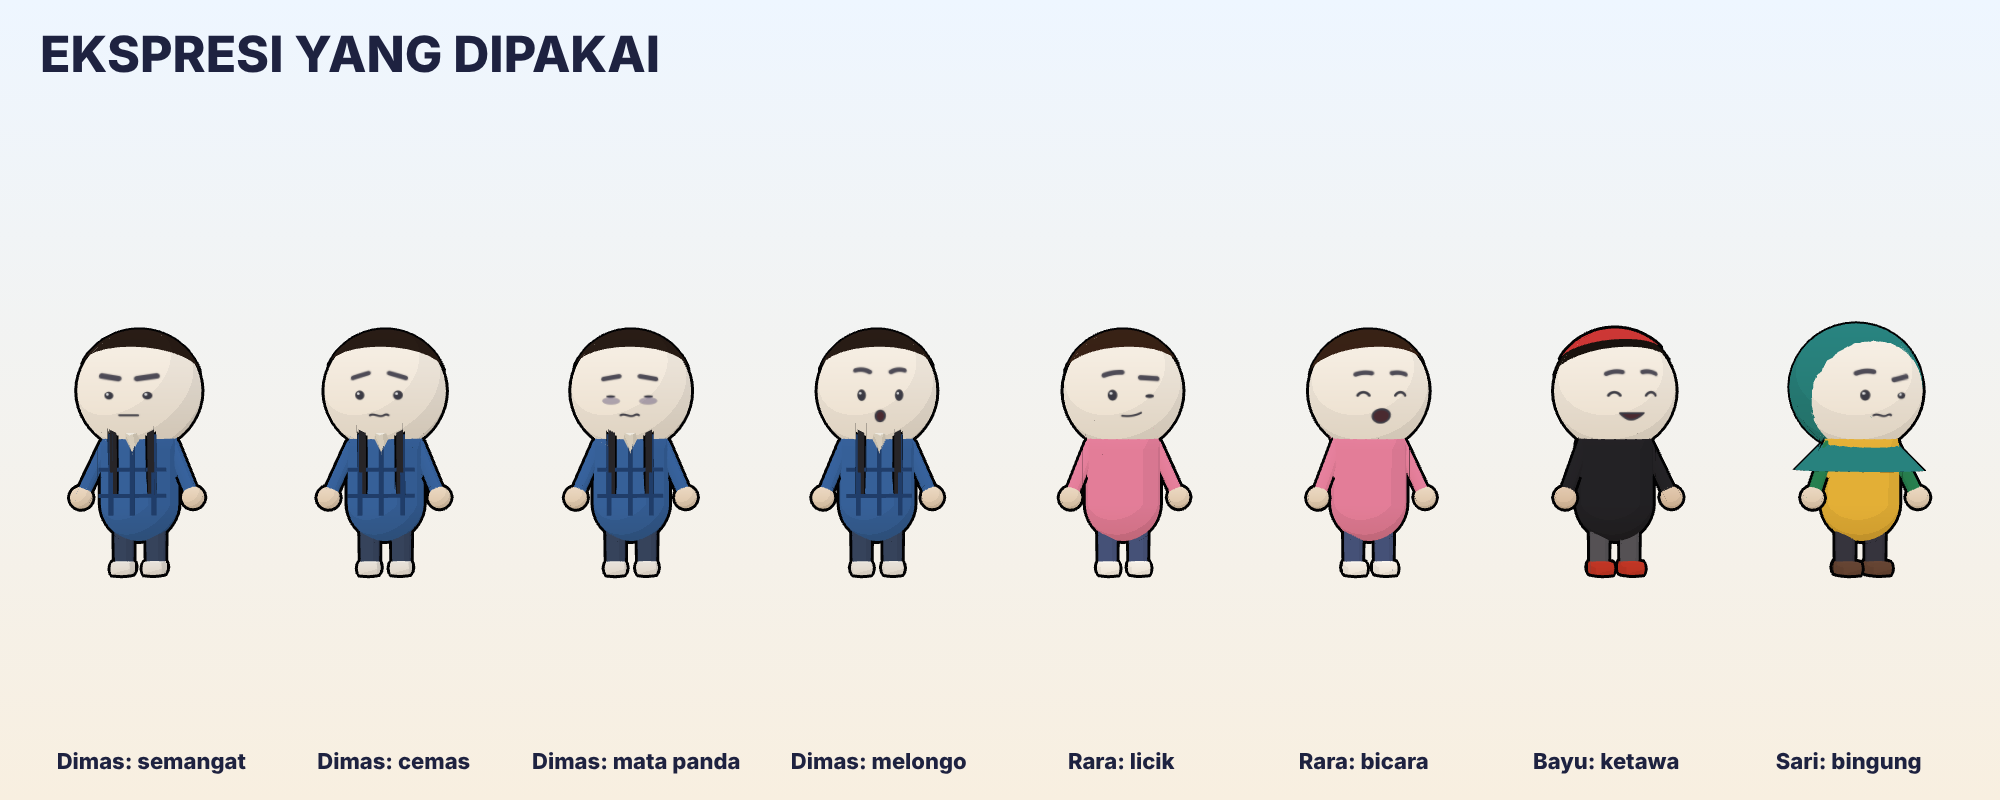 EKSPRESI YANG DIPAKAI
Dimas: semangat
Dimas: cemas
Dimas: mata panda
Dimas: melongo
Rara: licik
Rara: bicara
Bayu: ketawa
Sari: bingung